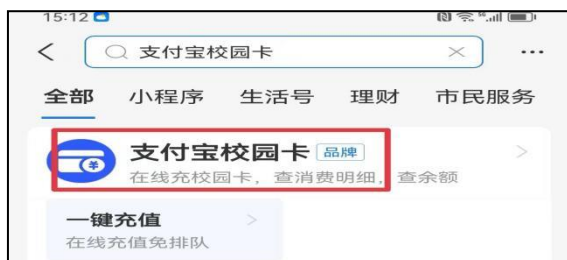 15:12
支付宝校园卡
全部 小程序 生活号 理财 市民服务
支付宝校园卡 品牌
在线充校园卡，查消费明细，查余额
一键充值
在线充值免排队